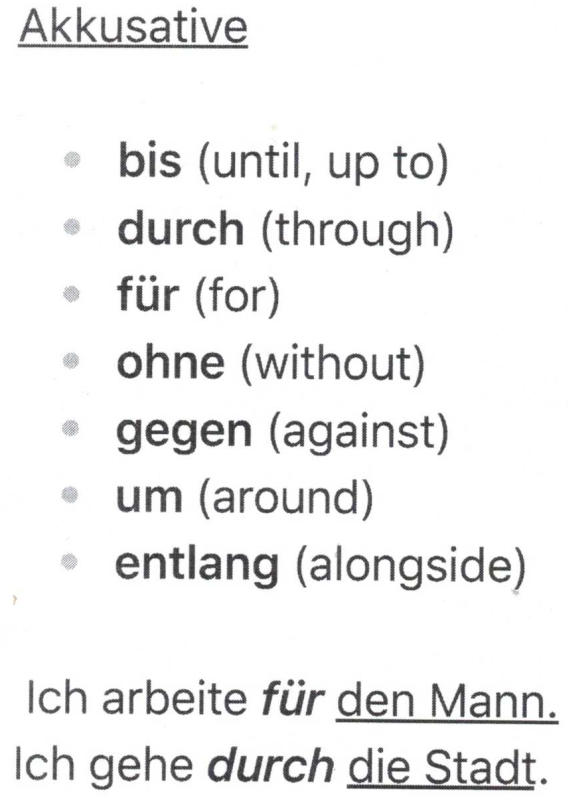 Akkusative
• bis (until, up to)
• durch (through)
• für (for)
• ohne (without)
• gegen (against)
• um (around)
• entlang (alongside)
Ich arbeite für den Mann.
Ich gehe durch die Stadt.